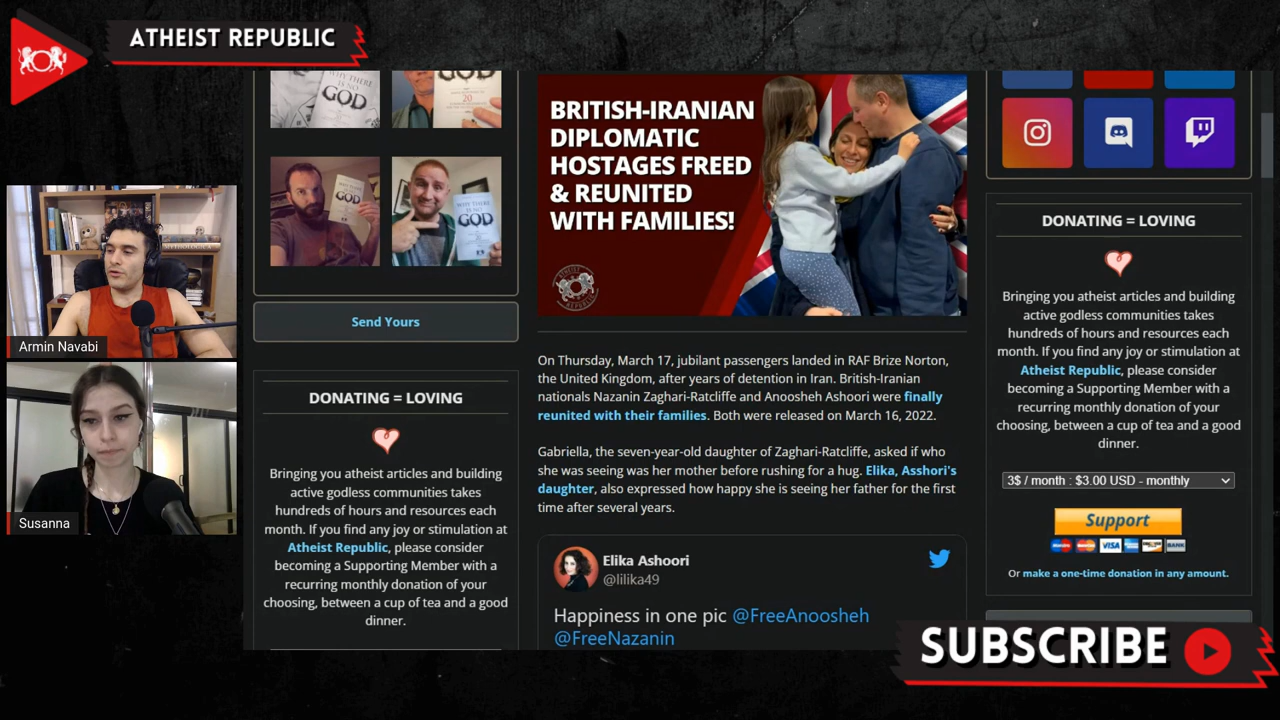 ATHEIST REPUBLIC
Armin Navabi
Susanna
GOD
GOD
GOD
GOD
Send Yours
DONATING = LOVING
Bringing you atheist articles and building
active godless communities takes
hundreds of hours and resources each
month. If you find any joy or stimulation at
Atheist Republic, please consider
becoming a Supporting Member with a
recurring monthly donation of your
choosing, between a cup of tea and a good
dinner.
BRITISH-IRANIAN
DIPLOMATIC
HOSTAGES FREED
& REUNITED
WITH FAMILIES!
On Thursday, March 17, jubilant passengers landed in RAF Brize Norton,
the United Kingdom, after years of detention in Iran. British-Iranian
nationals Nazanin Zaghari-Ratcliffe and Anoosheh Ashoori were finally
reunited with their families. Both were released on March 16, 2022.
Gabriella, the seven-year-old daughter of Zaghari-Ratcliffe, asked if who
she was seeing was her mother before rushing for a hug. Elika, Asshori's
daughter, also expressed how happy she is seeing her father for the first
time after several years.
Elika Ashoori
@lilika49
Happiness in one pic @FreeAnoosheh
@FreeNazanin
DONATING = LOVING
Bringing you atheist articles and building
active godless communities takes
hundreds of hours and resources each
month. If you find any joy or stimulation at
Atheist Republic, please consider
becoming a Supporting Member with a
recurring monthly donation of your
choosing, between a cup of tea and a good
dinner.
3$ / month : $3.00 USD - monthly
Support
VISA
BANK
Or make a one-time donation in any amount.
SUBSCRIBE